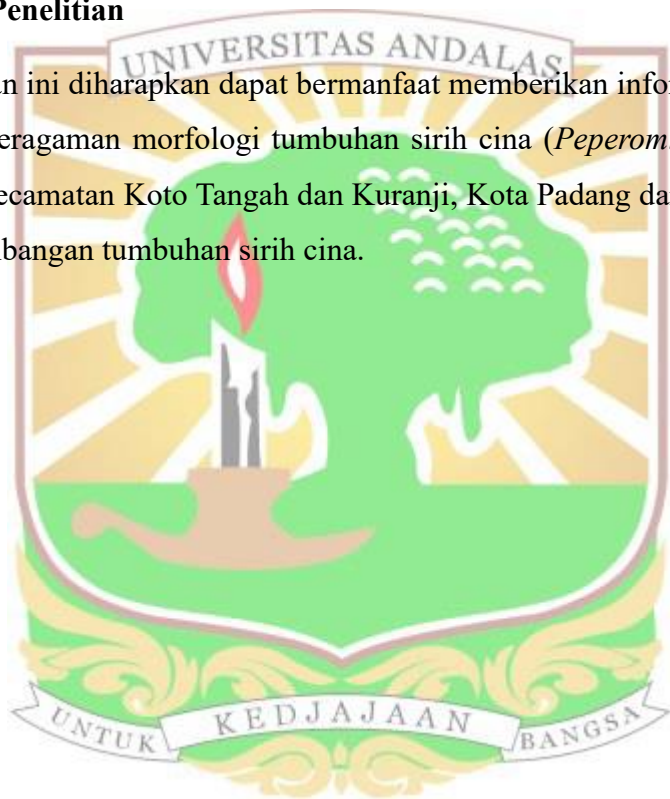 Penelitian
UNIVERSITAS ANDALAS
an ini diharapkan dapat bermanfaat memberikan infor
eragaman morfologi tumbuhan sirih cina (Peperom
ecamatan Koto Tangah dan Kuranji, Kota Padang da
bangan tumbuhan sirih cina.
UNTUK KEDJAJAAN BANGSA